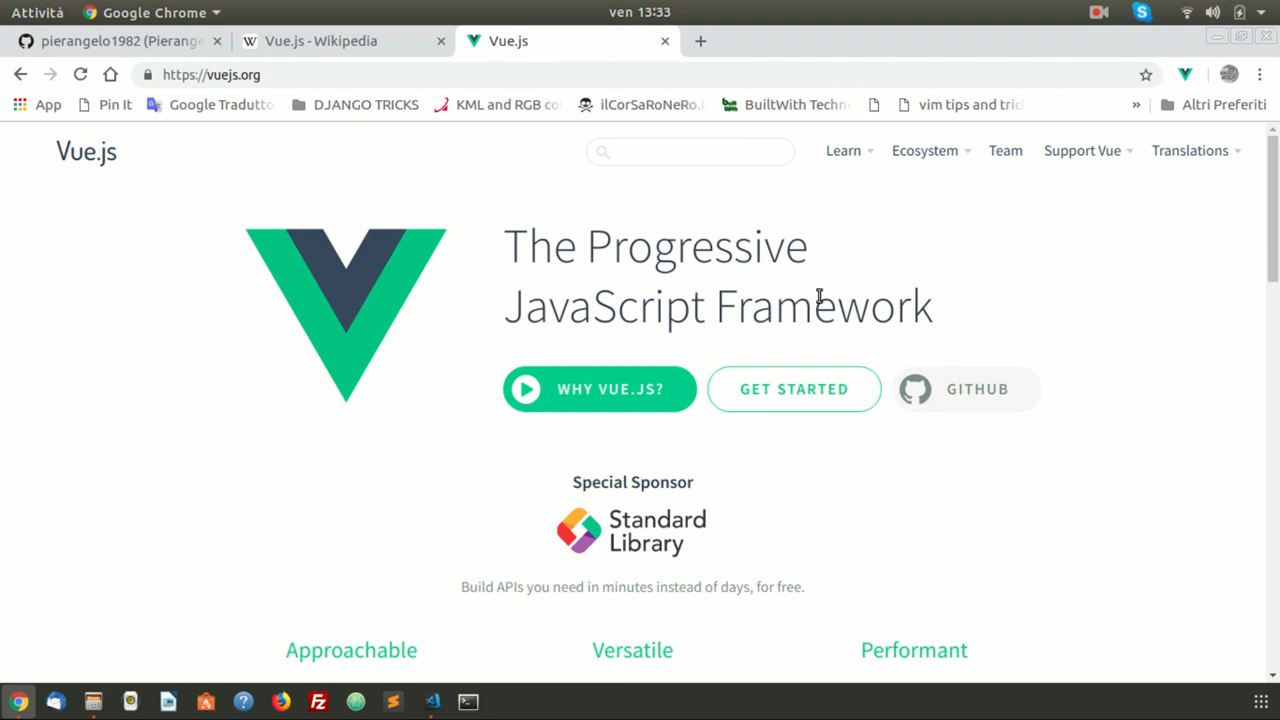 Attività Google Chrome ven 13:33
pierangelo1982 (Pierange Vue.js - Wikipedia Vue.js
https://vuejs.org
App Pin It Google Tradutto DJANGO TRICKS KML and RGB co ilCorSaRoNeRo.i BuiltWith Techn vim tips and tric » Altri Preferiti
Vue.js Learn Ecosystem Team Support Vue Translations
The Progressive
JavaScript Framework
WHY VUE.JS? GET STARTED GITHUB
Special Sponsor
Standard
Library
Build APIs you need in minutes instead of days, for free.
Approachable Versatile Performant